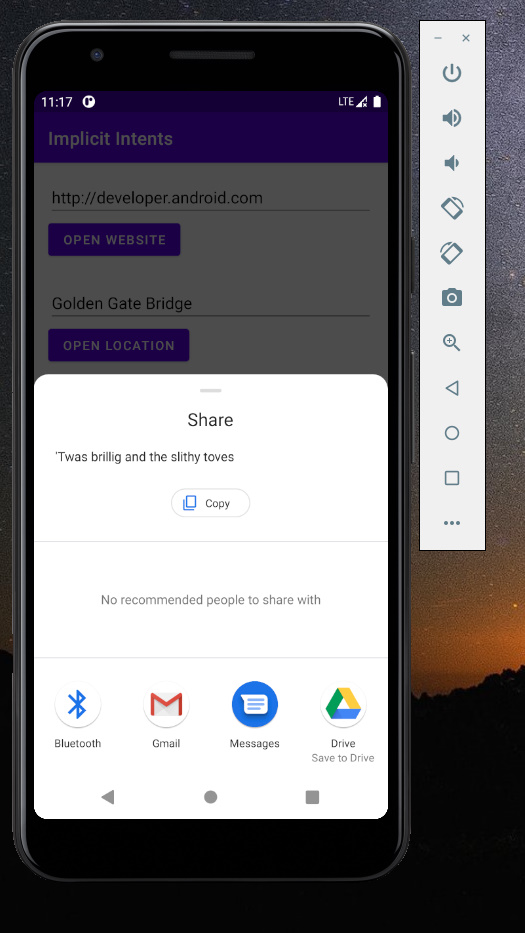 11:17 LTE
Implicit Intents
http://developer.android.com
OPEN WEBSITE
Golden Gate Bridge
OPEN LOCATION
Share
'Twas brillig and the slithy toves
Copy
No recommended people to share with
Bluetooth Gmail Messages Drive
Save to Drive